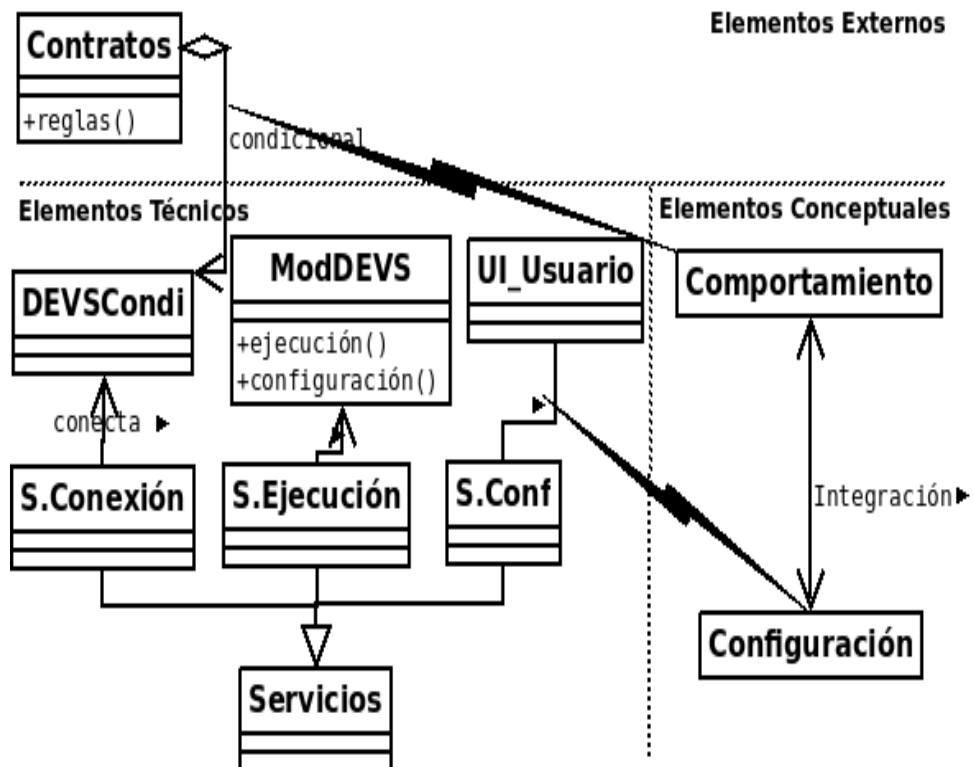 Elementos Externos
Contratos
+reglas()
condicional
Elementos Técnicos
Elementos Conceptuales
DEVSCondi
ModDEVS
+ejecución()
+configuración()
UI_Usuario
Comportamiento
conecta
S.Conexión
S.Ejecución
S.Conf
Integración
Configuración
Servicios